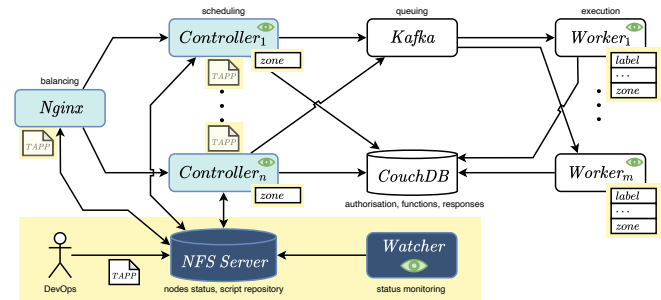 scheduling
queuing
execution
Controller1
Kafka
Worker1
zone
label
...
zone
balancing
TAPP
Nginx
TAPP
TAPP
Controllern
CouchDB
Workerm
zone
authorisation, functions, responses
label
...
zone
NFS Server
Watcher
TAPP
DevOps
nodes status, script repository
status monitoring